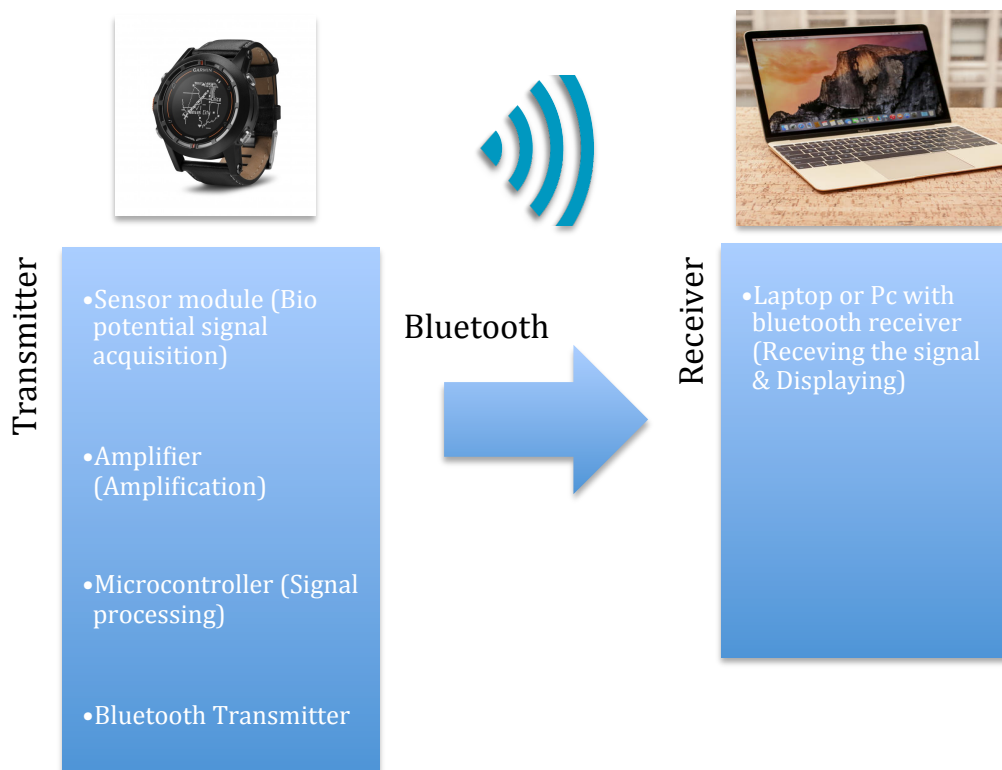 GARMIN
Transmitter
•Sensor module (Bio
potential signal
acquisition)
•Amplifier
(Amplification)
•Microcontroller (Signal
processing)
•Bluetooth Transmitter
Bluetooth
Receiver
•Laptop or Pc with
bluetooth receiver
(Receving the signal
& Displaying)